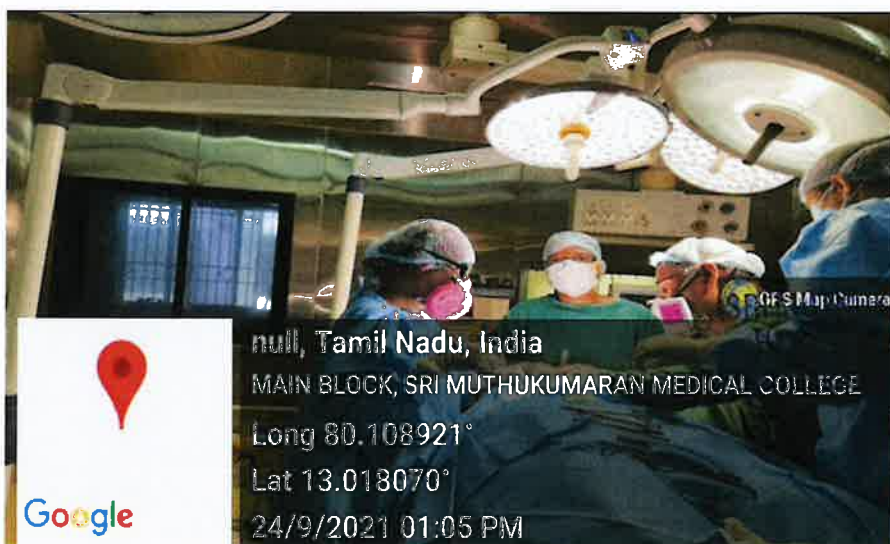 GPS Map Camera
null, Tamil Nadu, India
MAIN BLOCK, SRI MUTHUKUMARAN MEDICAL COLLEGE
Long 80.108921°
Lat 13.018070°
24/9/2021 01:05 PM
Google